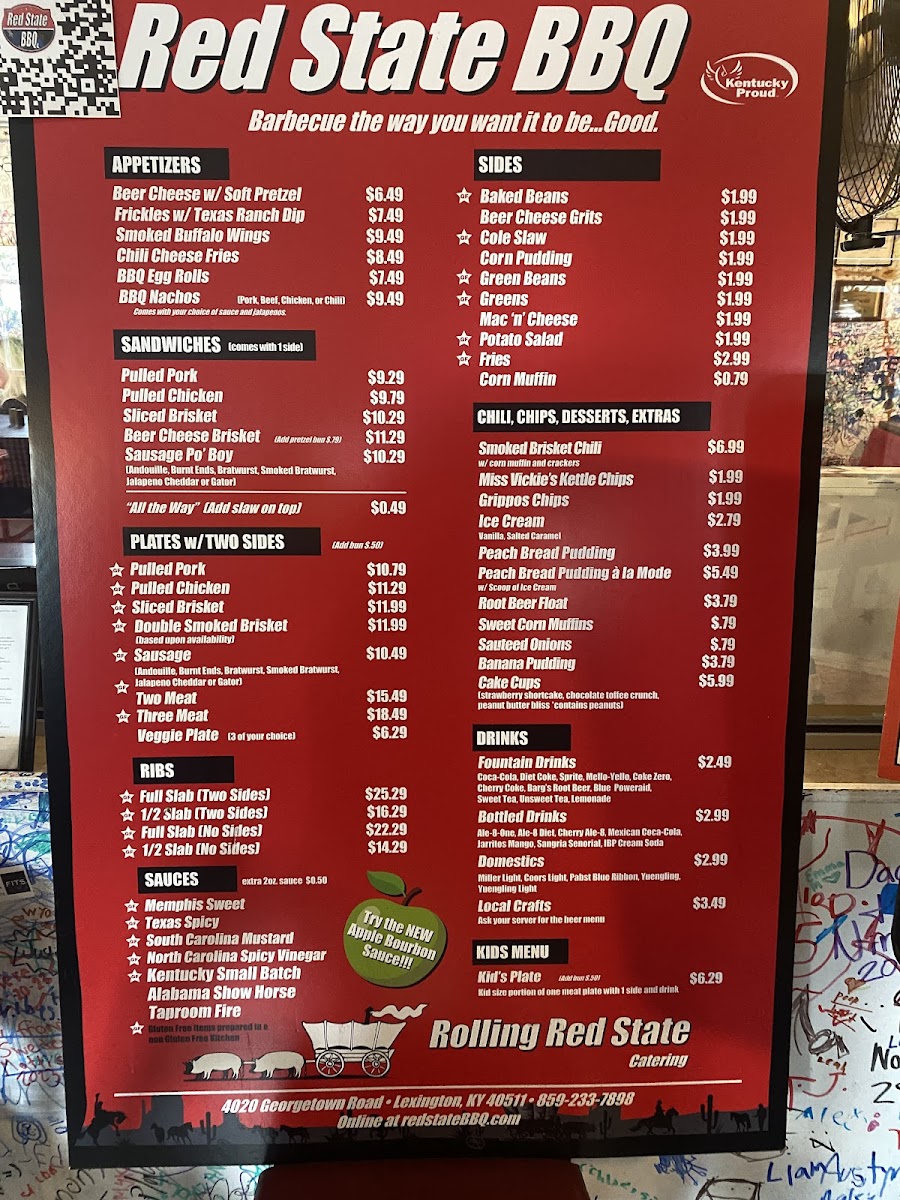 Red State
BBQ
Red State BBQ
Kentucky
Proud
Barbecue the way you want it to be...Good.
APPETIZERS
Beer Cheese w/ Soft Pretzel $6.49
Frickles w/ Texas Ranch Dip $7.49
Smoked Buffalo Wings $9.49
Chili Cheese Fries $8.49
BBQ Egg Rolls $7.49
BBQ Nachos (Pork, Beef, Chicken, or Chili) $9.49
Comes with your choice of sauce and jalapenos.
SANDWICHES (comes with 1 side)
Pulled Pork $9.29
Pulled Chicken $9.79
Sliced Brisket $10.29
Beer Cheese Brisket (Add pretzel bun $.79) $11.29
Sausage Po' Boy $10.29
(Andouille, Burnt Ends, Bratwurst, Smoked Bratwurst,
Jalapeno Cheddar or Gator)
"All the Way" (Add slaw on top) $0.49
PLATES w/ TWO SIDES (Add bun $.50)
Pulled Pork $10.79
Pulled Chicken $11.29
Sliced Brisket $11.99
Double Smoked Brisket $11.99
(based upon availability)
Sausage $10.49
(Andouille, Burnt Ends, Bratwurst, Smoked Bratwurst,
Jalapeno Cheddar or Gator)
Two Meat $15.49
Three Meat $18.49
Veggie Plate (3 of your choice) $6.29
RIBS
Full Slab (Two Sides) $25.29
1/2 Slab (Two Sides) $16.29
Full Slab (No Sides) $22.29
1/2 Slab (No Sides) $14.29
SAUCES extra 2oz. sauce $0.50
Memphis Sweet
Texas Spicy
South Carolina Mustard
North Carolina Spicy Vinegar
Kentucky Small Batch
Alabama Show Horse
Taproom Fire
Gluten Free items prepared in a
non Gluten Free Kitchen
Try the NEW
Apple Bourbon
Sauce!!!
SIDES
Baked Beans $1.99
Beer Cheese Grits $1.99
Cole Slaw $1.99
Corn Pudding $1.99
Green Beans $1.99
Greens $1.99
Mac 'n' Cheese $1.99
Potato Salad $1.99
Fries $2.99
Corn Muffin $0.79
CHILI, CHIPS, DESSERTS, EXTRAS
Smoked Brisket Chili $6.99
w/ corn muffin and crackers
Miss Vickie's Kettle Chips $1.99
Grippos Chips $1.99
Ice Cream $2.79
Vanilla, Salted Caramel
Peach Bread Pudding $3.99
Peach Bread Pudding à la Mode $5.49
w/ Scoop of Ice Cream
Root Beer Float $3.79
Sweet Corn Muffins $.79
Sauteed Onions $.79
Banana Pudding $3.79
Cake Cups $5.99
(strawberry shortcake, chocolate toffee crunch,
peanut butter bliss *contains peanuts)
DRINKS
Fountain Drinks $2.49
Coca-Cola, Diet Coke, Sprite, Mello-Yello, Coke Zero,
Cherry Coke, Barg's Root Beer, Blue Poweraid,
Sweet Tea, Unsweet Tea, Lemonade
Bottled Drinks $2.99
Ale-8-One, Ale-8 Diet, Cherry Ale-8, Mexican Coca-Cola,
Jarritos Mango, Sangria Senorial, IBP Cream Soda
Domestics $2.99
Miller Light, Coors Light, Pabst Blue Ribbon, Yuengling,
Yuengling Light
Local Crafts $3.49
Ask your server for the beer menu
KIDS MENU
Kid's Plate (Add bun $.50) $6.29
Kid size portion of one meat plate with 1 side and drink
Rolling Red State
Catering
4020 Georgetown Road • Lexington, KY 40511 • 859-233-7898
Online at redstateBBQ.com